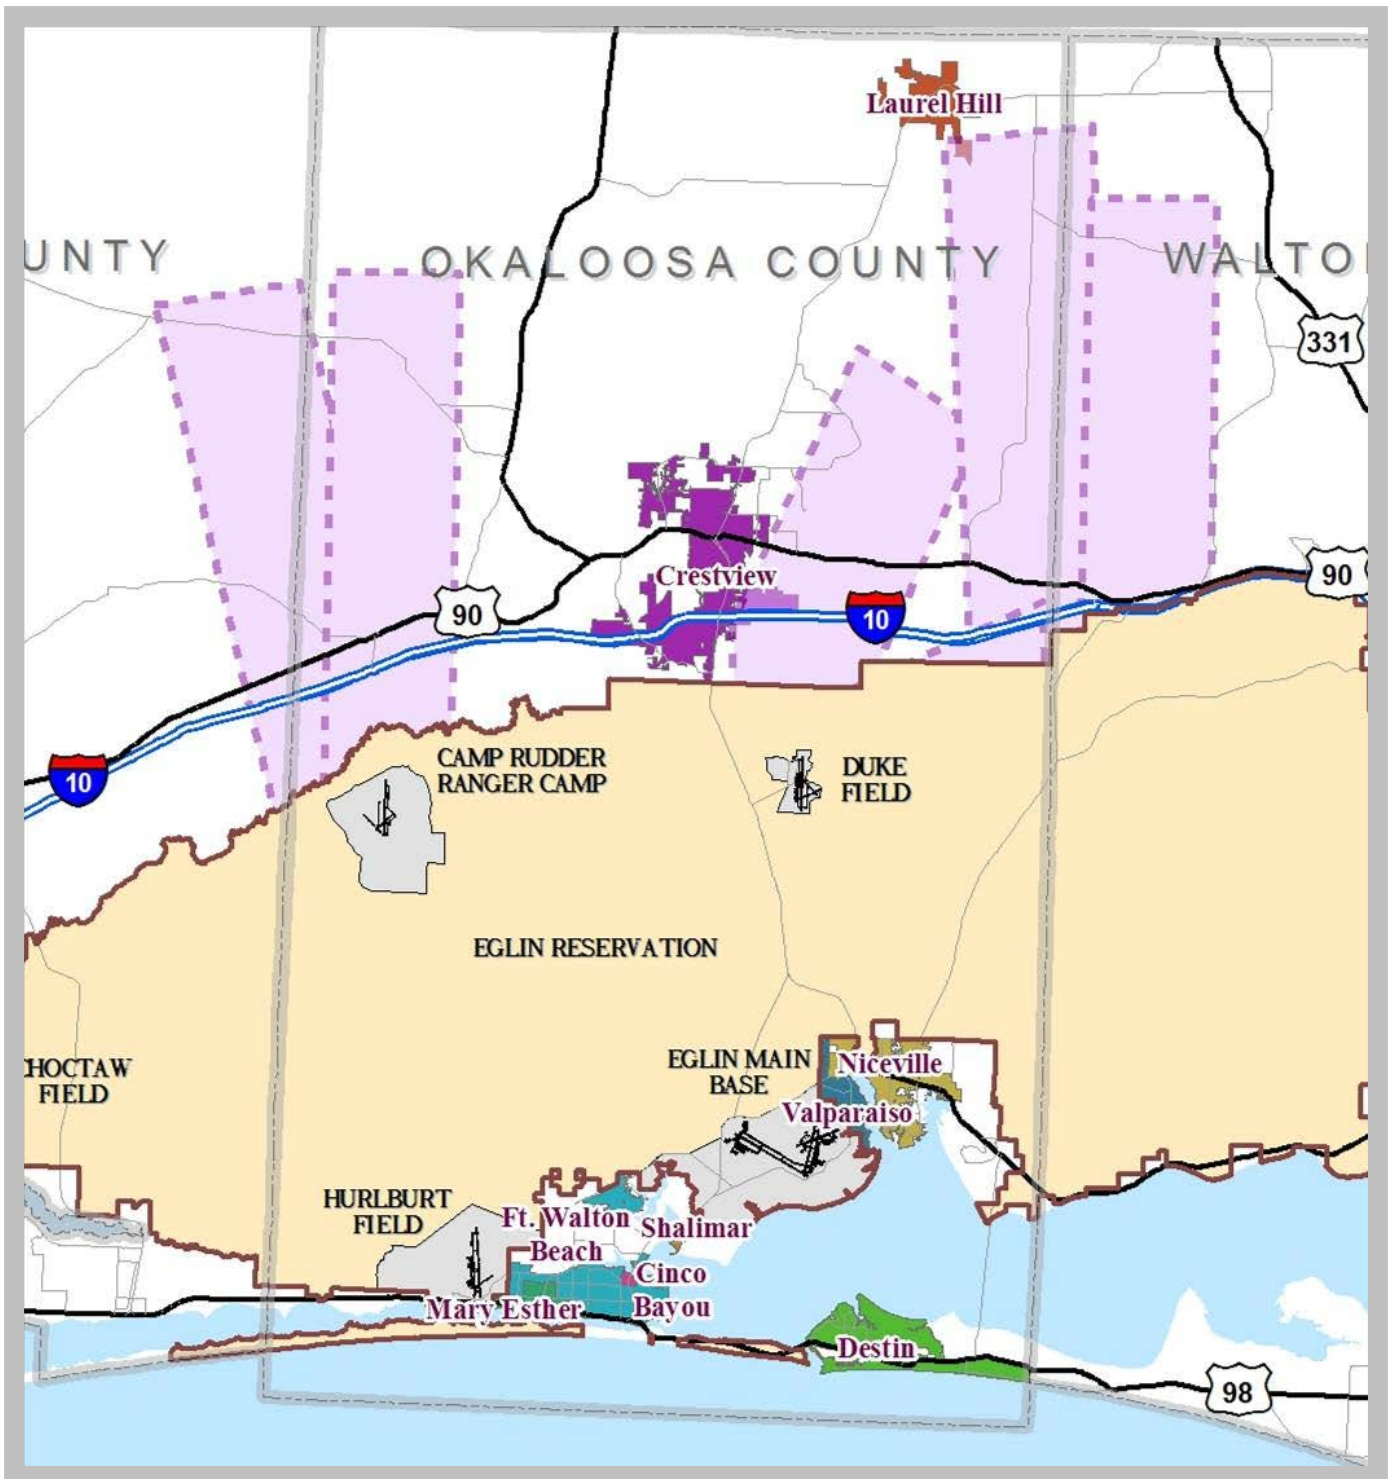 Laurel Hill
UNTY
OKALOOSA COUNTY
WALTO
331
Crestview
90
90
10
10
CAMP RUDDER
RANGER CAMP
DUKE
FIELD
EGLIN RESERVATION
CHOCTAW
FIELD
EGLIN MAIN
BASE
Niceville
Valparaiso
HURLBURT
FIELD
Ft. Walton
Beach
Shalimar
Cinco
Bayou
Mary Esther
Destin
98